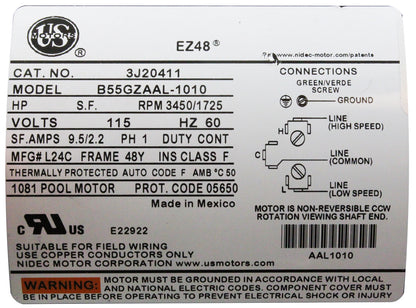 US
MOTORS
®
EZ48®
?/ www.nidec-motor.com/patents
CAT. NO. 3J20411
MODEL B55GZAAL-1010
HP S.F. RPM 3450/1725
VOLTS 115 HZ 60
SF.AMPS 9.5/2.2 PH 1 DUTY CONT
MFG# L24C FRAME 48Y INS CLASS F
THERMALLY PROTECTED AUTO CODE F AMB °C 50
1081 POOL MOTOR PROT. CODE 05650
Made in Mexico
CONNECTIONS
GREEN/VERDE
SCREW
GROUND
H
LINE
(HIGH SPEED)
C
LINE
(COMMON)
L
LINE
(LOW SPEED)
MOTOR IS NON-REVERSIBLE CCW
ROTATION VIEWING SHAFT END.
C UR US E22922
SUITABLE FOR FIELD WIRING
USE COPPER CONDUCTORS ONLY
NIDEC MOTOR CORPORATION www.usmotors.com
AAL1010
WARNING: MOTOR MUST BE GROUNDED IN ACCORDANCE WITH LOCAL
AND NATIONAL ELECTRIC CODES. COMPONENT COVER MUST
BE IN PLACE BEFORE OPERATING TO PREVENT ELECTRICAL SHOCK OR INJURY